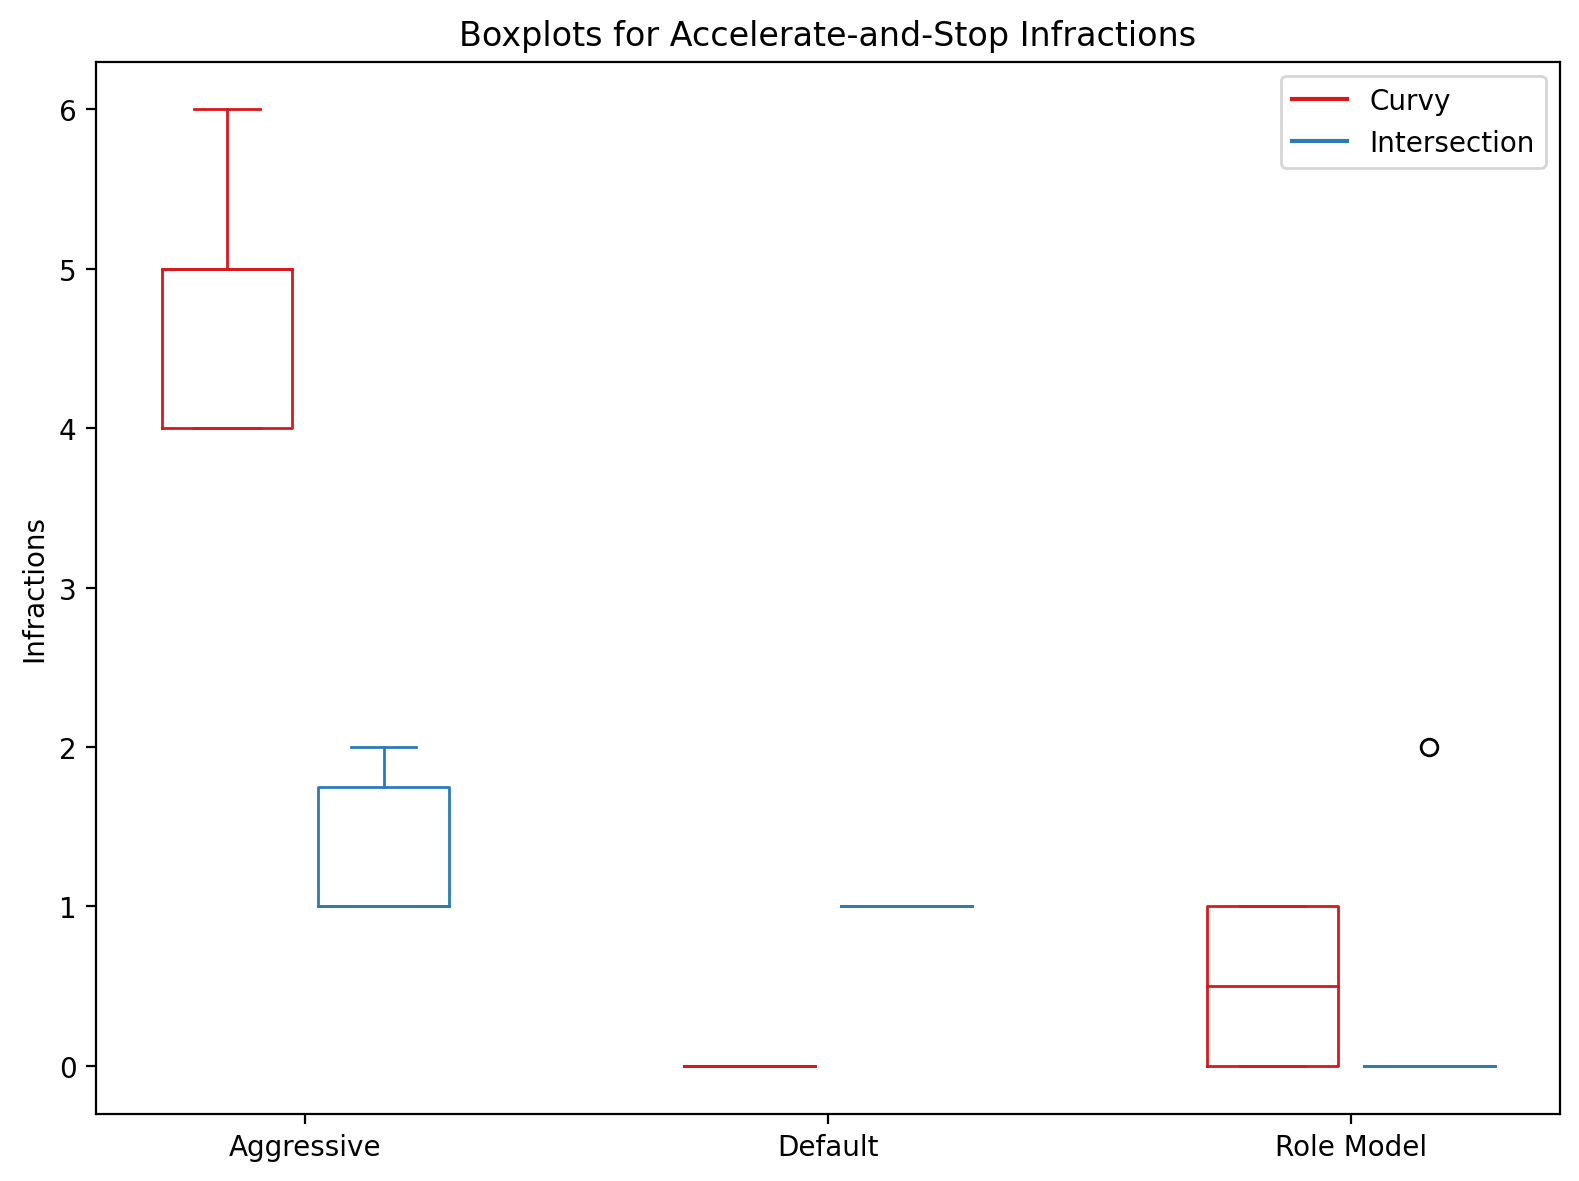 Boxplots for Accelerate-and-Stop Infractions
Curvy
Intersection
Infractions
6
5
4
3
2
1
0
Aggressive
Default
Role Model